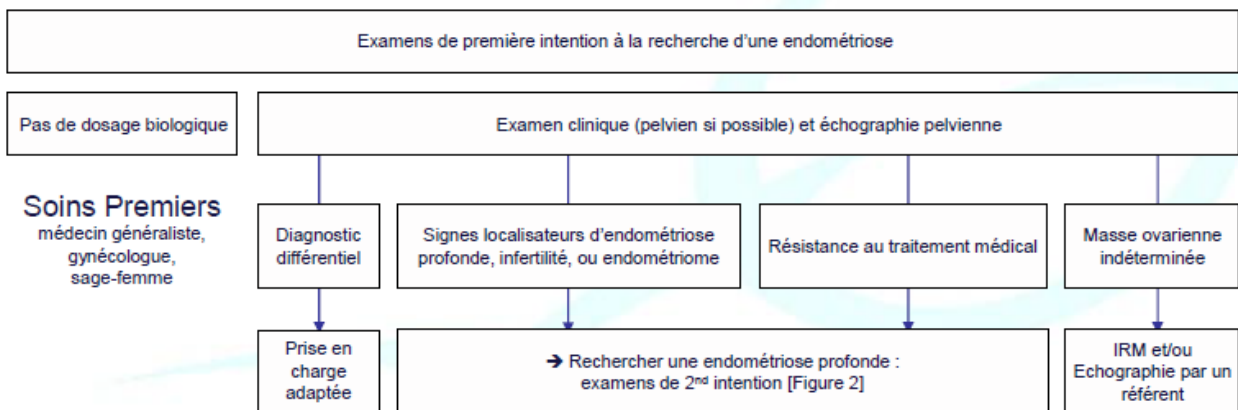 Examens de première intention à la recherche d'une endométriose
Pas de dosage biologique
Examen clinique (pelvien si possible) et échographie pelvienne
Soins Premiers
médecin généraliste,
gynécologue,
sage-femme
Diagnostic
différentiel
Signes localisateurs d'endométriose
profonde, infertilité, ou endométriome
Résistance au traitement médical
Masse ovarienne
indéterminée
Prise en
charge
adaptée
➔ Rechercher une endométriose profonde :
examens de 2nd intention [Figure 2]
IRM et/ou
Echographie par un
référent